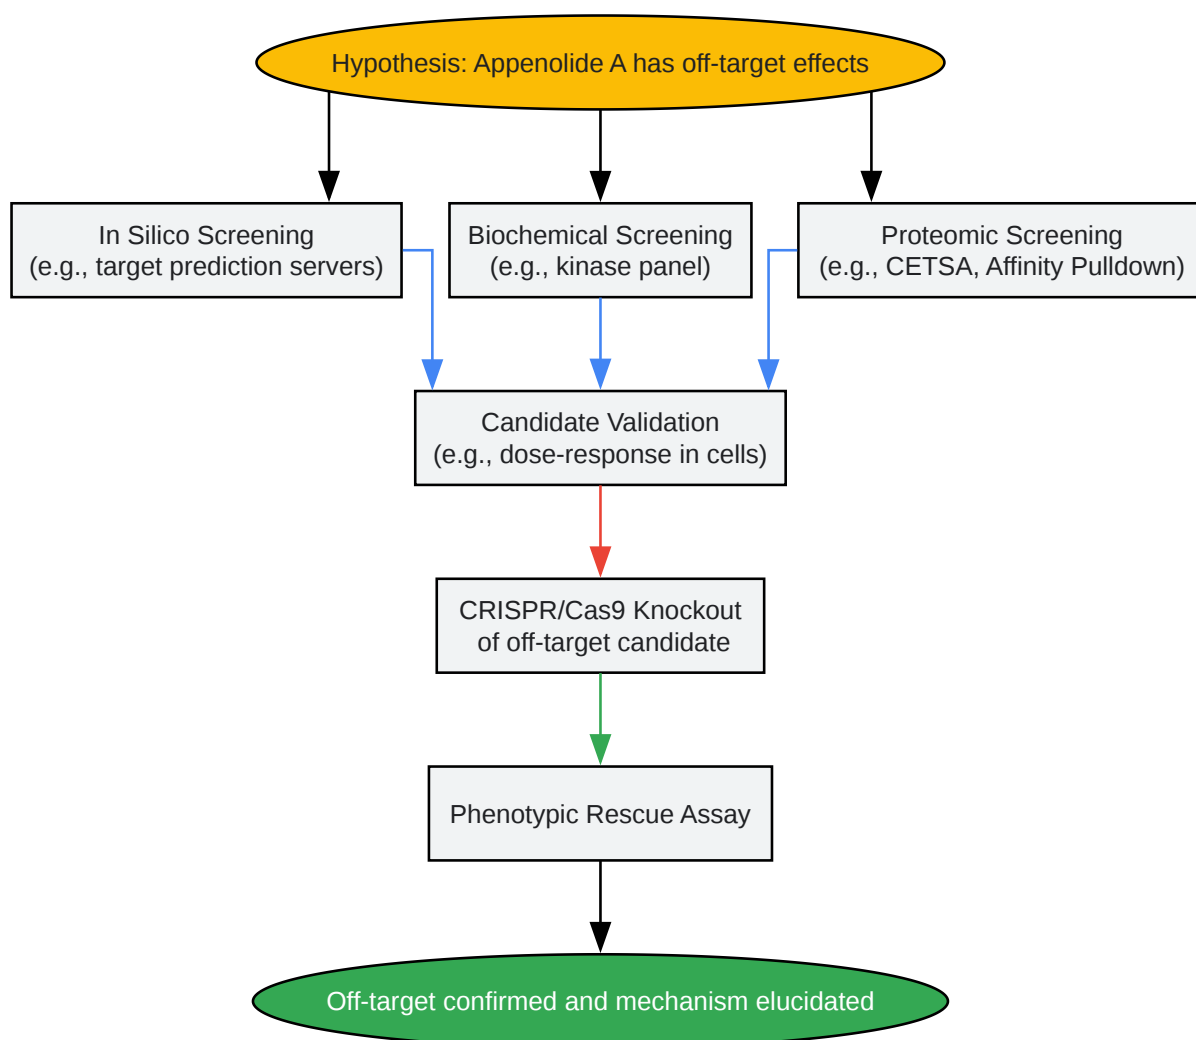 Hypothesis: Appenolide A has off-target effects
In Silico Screening
(e.g., target prediction servers)
Biochemical Screening
(e.g., kinase panel)
Proteomic Screening
(e.g., CETSA, Affinity Pulldown)
Candidate Validation
(e.g., dose-response in cells)
CRISPR/Cas9 Knockout
of off-target candidate
Phenotypic Rescue Assay
Off-target confirmed and mechanism elucidated